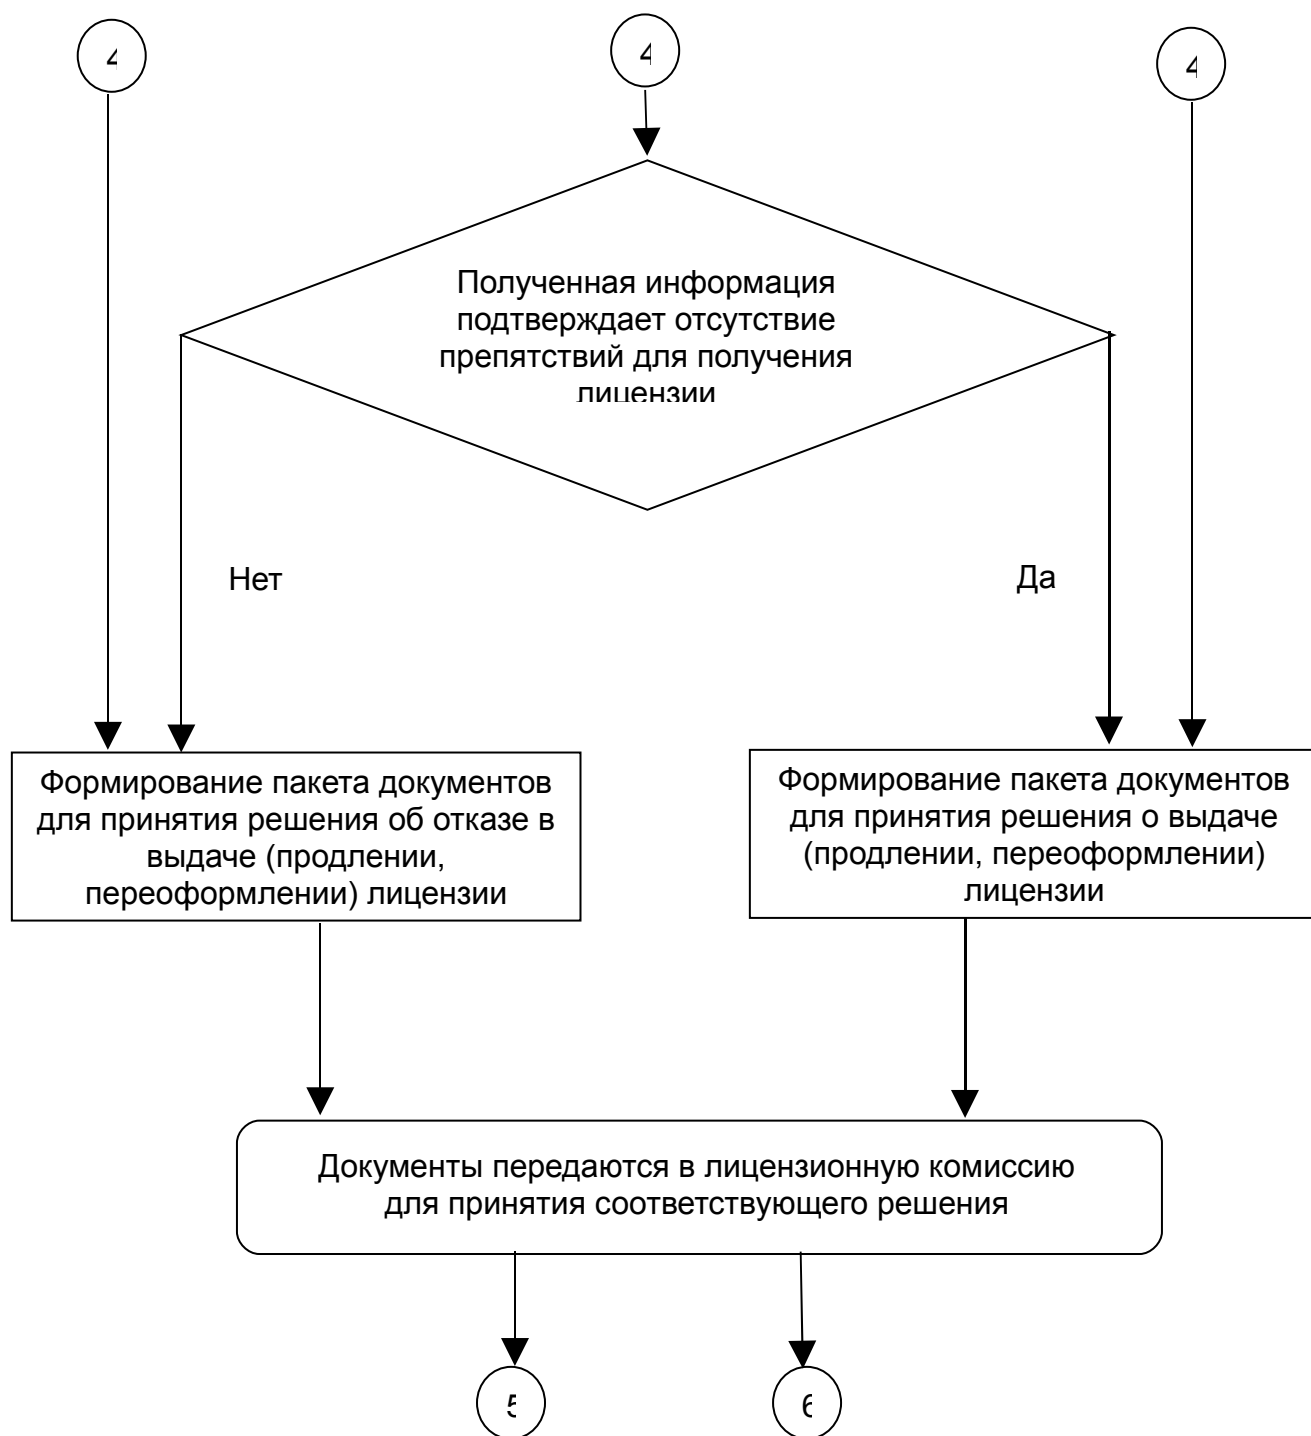 4
4
4
Полученная информация
подтверждает отсутствие
препятствий для получения
лицензии
Нет
Да
Формирование пакета документов
для принятия решения об отказе в
выдаче (продлении,
переоформлении) лицензии
Формирование пакета документов
для принятия решения о выдаче
(продлении, переоформлении)
лицензии
Документы передаются в лицензионную комиссию
для принятия соответствующего решения
5
6